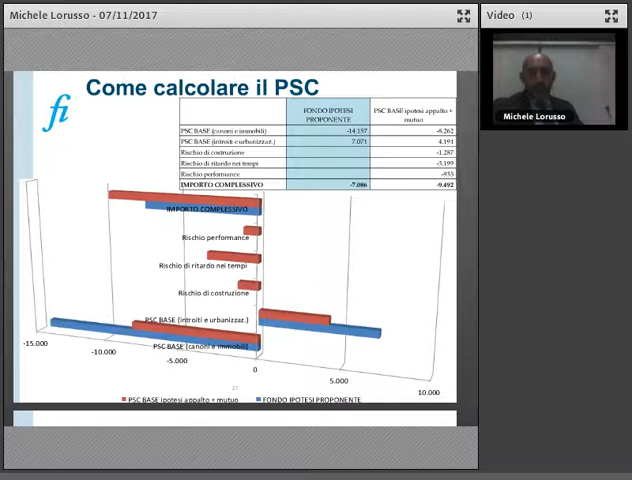 Michele Lorusso - 07/11/2017
Video (1)
Michele Lorusso
fi
Come calcolare il PSC
FONDO IPOTESI PROPONENTE
PSC BASE ipotesi appalto + mutuo
PSC BASE (canoni e immobili) -14.157 -8.262
PSC BASE (introiti e urbanizzaz.) 7.071 4.191
Rischio di costruzione -1.287
Rischio di ritardo nei tempi -3.199
Rischio performance -935
IMPORTO COMPLESSIVO -7.086 -9.492
IMPORTO COMPLESSIVO
Rischio performance
Rischio di ritardo nei tempi
Rischio di costruzione
PSC BASE (introiti e urbanizzaz.)
PSC BASE (canoni e immobili)
-15.000
-10.000
-5.000
0
5.000
10.000
27
PSC BASE ipotesi appalto + mutuo
FONDO IPOTESI PROPONENTE